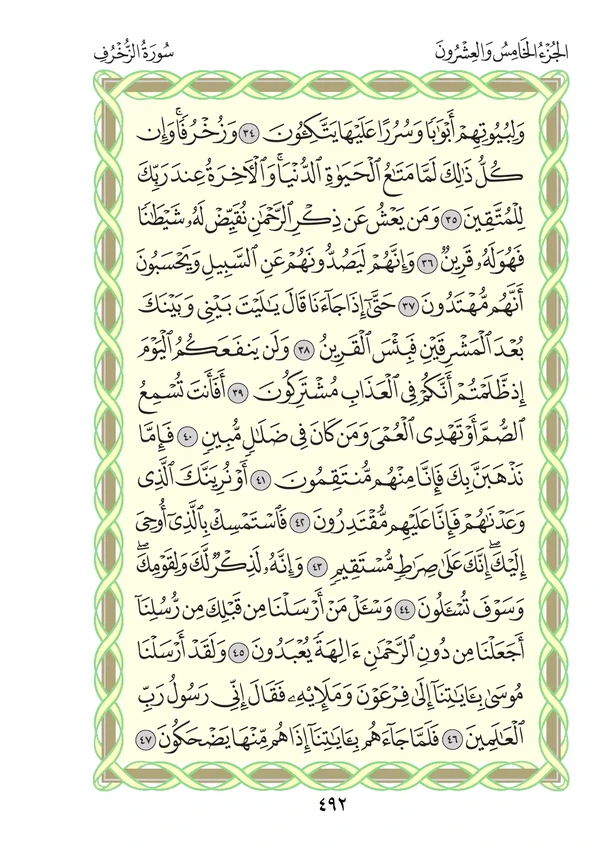 الجُزْءُ الخَامِسُ وَالعِشْرُونَ سُورَةُ الزُّخْرُفِ
وَلِبُيُوتِهِمْ أَبْوَٰبًا وَسُرُرًا عَلَيْهَا يَتَّكِـُٔونَ ٣٤ وَزُخْرُفًاۚ وَإِن
كُلُّ ذَٰلِكَ لَمَّا مَتَٰعُ ٱلْحَيَوٰةِ ٱلدُّنْيَاۚ وَٱلْـَٔاخِرَةُ عِندَ رَبِّكَ
لِلْمُتَّقِينَ ٣٥ وَمَن يَعْشُ عَن ذِكْرِ ٱلرَّحْمَٰنِ نُقَيِّضْ لَهُۥ شَيْطَٰنًا
فَهُوَ لَهُۥ قَرِينٌ ٣٦ وَإِنَّهُمْ لَيَصُدُّونَهُمْ عَنِ ٱلسَّبِيلِ وَيَحْسَبُونَ
أَنَّهُم مُّهْتَدُونَ ٣٧ حَتَّىٰٓ إِذَا جَآءَنَا قَالَ يَٰلَيْتَ بَيْنِى وَبَيْنَكَ
بُعْدَ ٱلْمَشْرِقَيْنِ فَبِئْسَ ٱلْقَرِينُ ٣٨ وَلَن يَنفَعَكُمُ ٱلْيَوْمَ
إِذ ظَّلَمْتُمْ أَنَّكُمْ فِى ٱلْعَذَابِ مُشْتَرِكُونَ ٣٩ أَفَأَنتَ تُسْمِعُ
ٱلصُّمَّ أَوْ تَهْدِى ٱلْعُمْىَ وَمَن كَانَ فِى ضَلَٰلٍ مُّبِينٍ ٤٠ فَإِمَّا
نَذْهَبَنَّ بِكَ فَإِنَّا مِنْهُم مُّنتَقِمُونَ ٤١ أَوْ نُرِيَنَّكَ ٱلَّذِى
وَعَدْنَٰهُمْ فَإِنَّا عَلَيْهِم مُّقْتَدِرُونَ ٤٢ فَٱسْتَمْسِكْ بِٱلَّذِىٓ أُوحِىَ
إِلَيْكَۖ إِنَّكَ عَلَىٰ صِرَٰطٍ مُّسْتَقِيمٍ ٤٣ وَإِنَّهُۥ لَذِكْرٌ لَّكَ وَلِقَوْمِكَۖ
وَسَوْفَ تُسْـَٔلُونَ ٤٤ وَسْـَٔلْ مَنْ أَرْسَلْنَا مِن قَبْلِكَ مِن رُّسُلِنَآ
أَجَعَلْنَا مِن دُونِ ٱلرَّحْمَٰنِ ءَالِهَةً يُعْبَدُونَ ٤٥ وَلَقَدْ أَرْسَلْنَا
مُوسَىٰ بِـَٔايَٰتِنَآ إِلَىٰ فِرْعَوْنَ وَمَلَإِي۟هِۦ فَقَالَ إِنِّى رَسُولُ رَبِّ
ٱلْعَٰلَمِينَ ٤٦ فَلَمَّا جَآءَهُم بِـَٔايَٰتِنَآ إِذَا هُم مِّنْهَا يَضْحَكُونَ ٤٧
٤٩٢